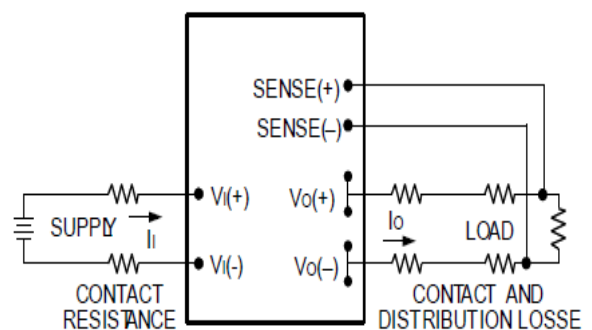 SENSE(+)
SENSE(–)
VI(+)
VO(+)
IO
SUPPLY
II
LOAD
VI(-)
VO(–)
CONTACT
RESISTANCE
CONTACT AND
DISTRIBUTION LOSSE